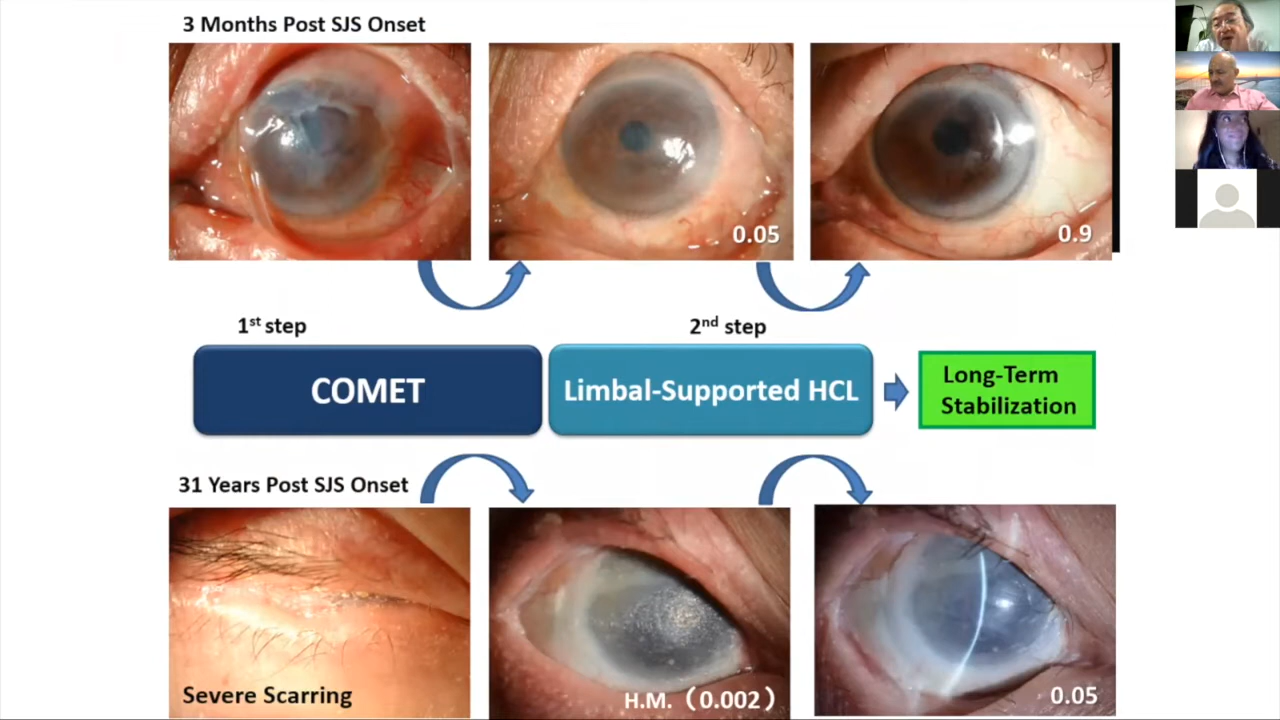 3 Months Post SJS Onset
0.05
0.9
1st step
2nd step
COMET
Limbal-Supported HCL
Long-Term
Stabilization
31 Years Post SJS Onset
Severe Scarring
H.M. (0.002)
0.05